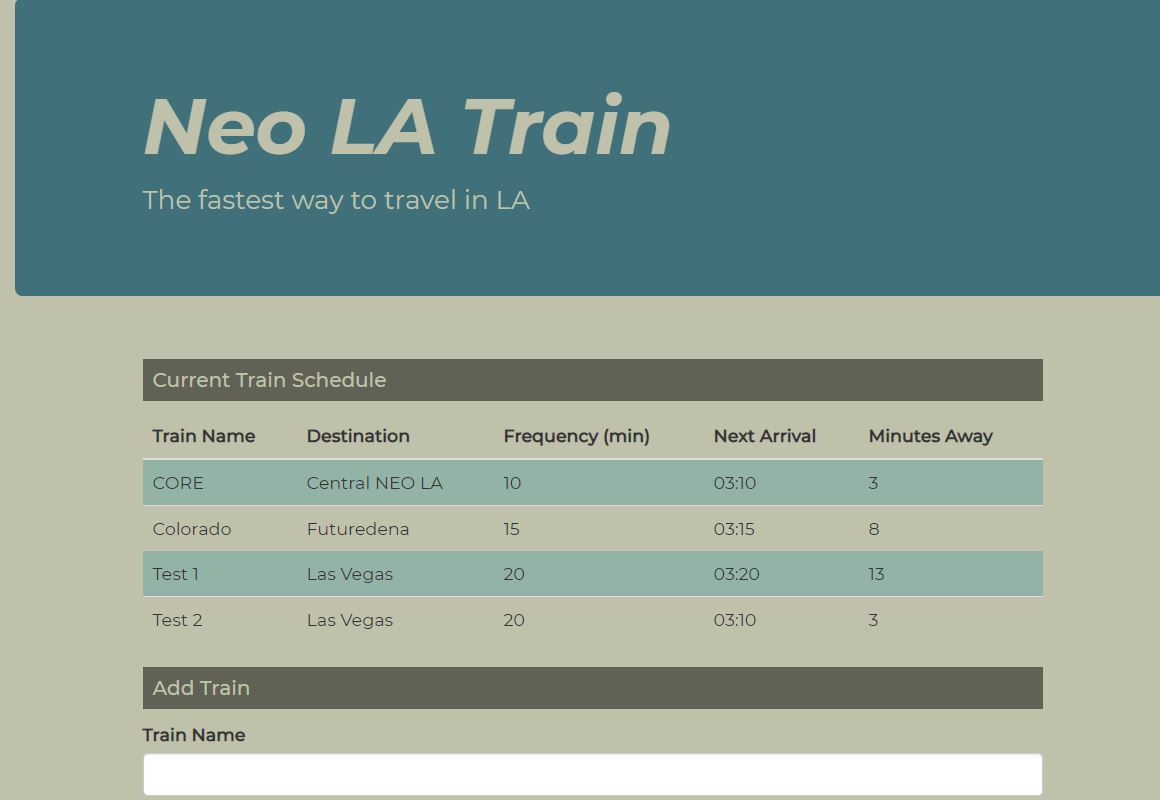 Neo LA Train
The fastest way to travel in LA
Current Train Schedule
Train Name Destination Frequency (min) Next Arrival Minutes Away
CORE Central NEO LA 10 03:10 3
Colorado Futuredena 15 03:15 8
Test 1 Las Vegas 20 03:20 13
Test 2 Las Vegas 20 03:10 3
Add Train
Train Name